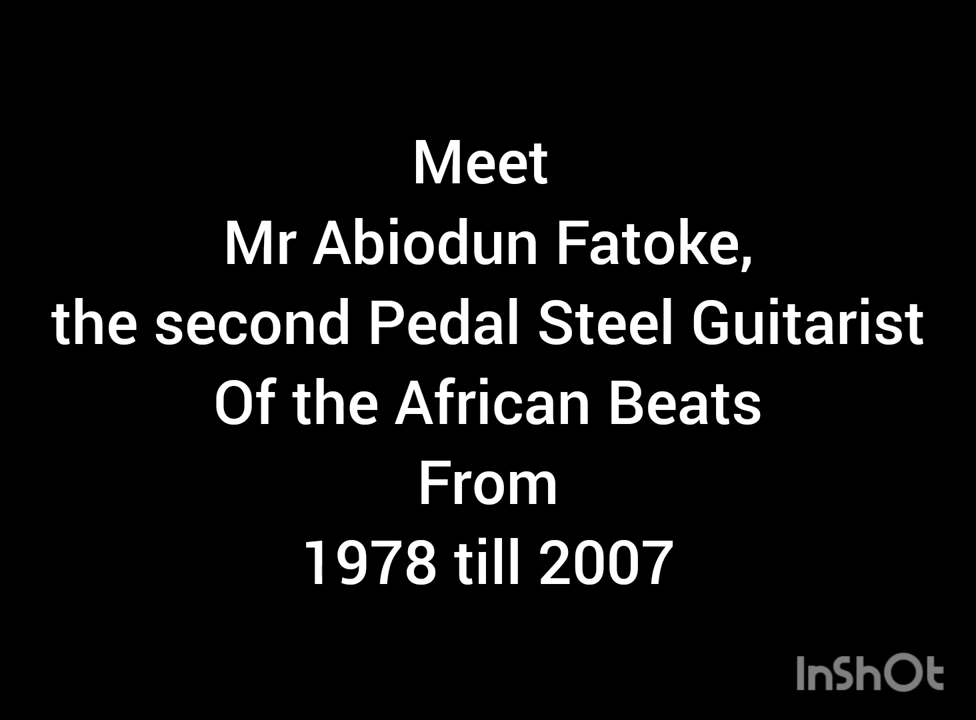 Meet
Mr Abiodun Fatoke,
the second Pedal Steel Guitarist
Of the African Beats
From
1978 till 2007
InShOt